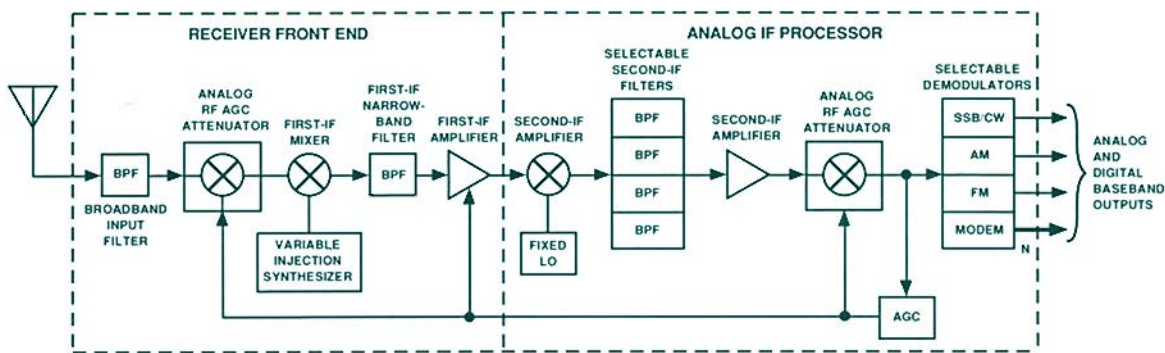 RECEIVER FRONT END
ANALOG IF PROCESSOR
ANALOG
RF AGC
ATTENUATOR
FIRST-IF
MIXER
FIRST-IF
NARROW-
BAND
FILTER
FIRST-IF
AMPLIFIER
SECOND-IF
AMPLIFIER
SELECTABLE
SECOND-IF
FILTERS
SECOND-IF
AMPLIFIER
ANALOG
RF AGC
ATTENUATOR
SELECTABLE
DEMODULATORS
BPF
BROADBAND
INPUT
FILTER
VARIABLE
INJECTION
SYNTHESIZER
BPF
FIXED
LO
BPF
BPF
BPF
BPF
SSB/CW
AM
FM
MODEM
N
AGC
ANALOG
AND
DIGITAL
BASEBAND
OUTPUTS